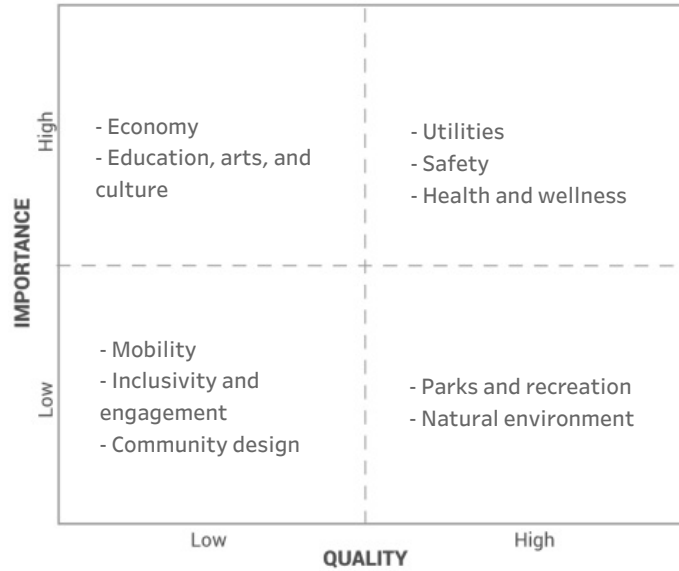 High
- Economy
- Education, arts, and
culture
- Utilities
- Safety
- Health and wellness
IMPORTANCE
Low
- Mobility
- Inclusivity and
engagement
- Community design
- Parks and recreation
- Natural environment
Low
High
QUALITY